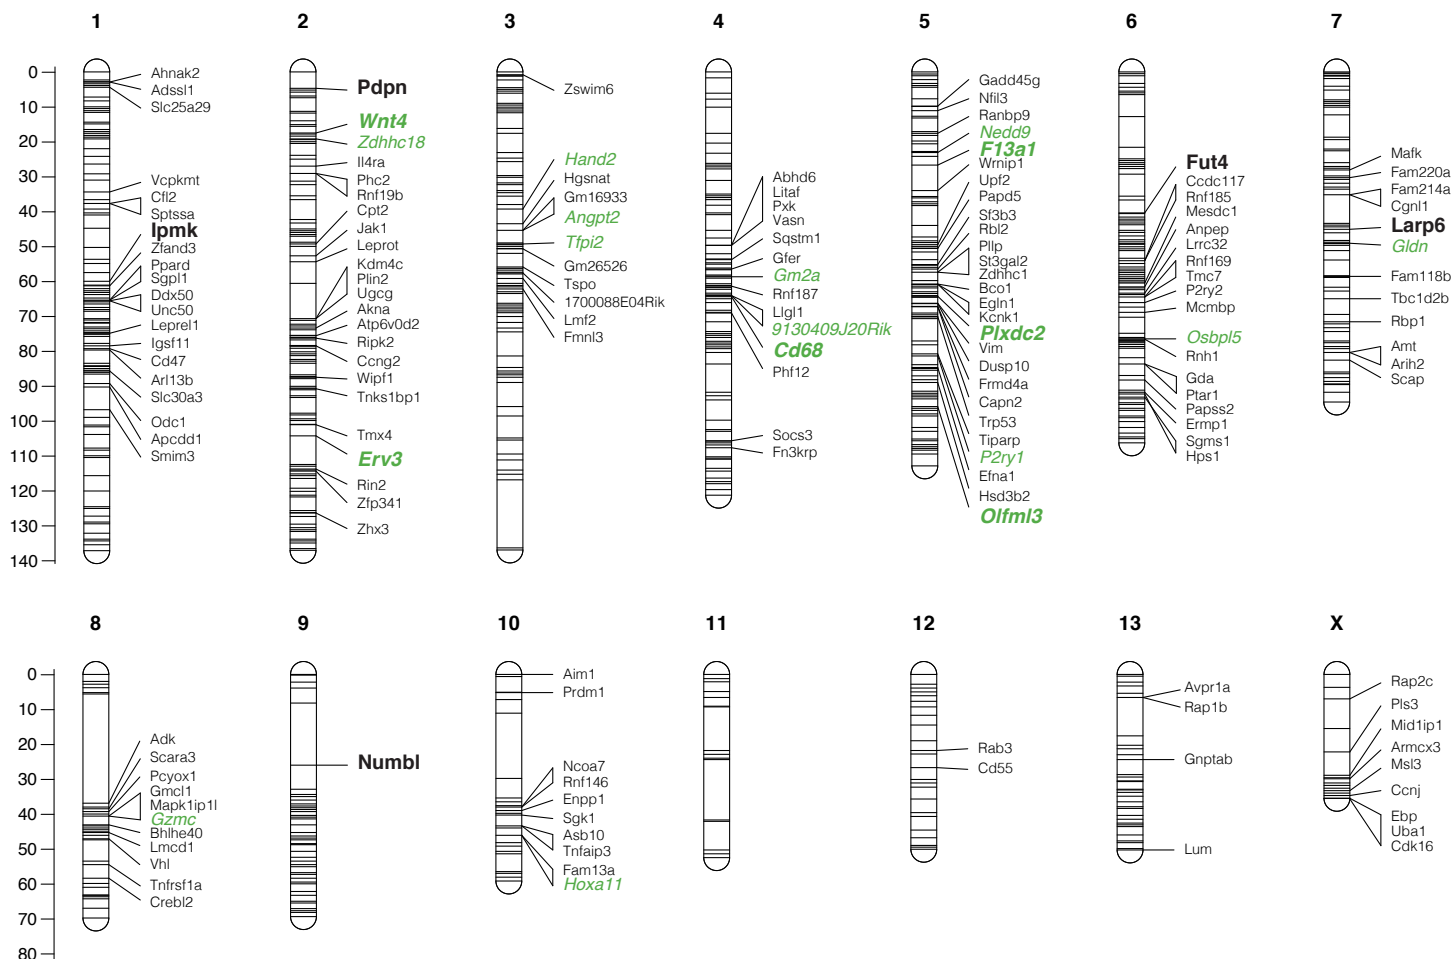 1
2
3
4
5
6
7
0
10
20
30
40
50
60
70
80
90
100
110
120
130
140
Ahnak2
Adssl1
Slc25a29
Vcpkmt
Cfl2
Sptssa
Ipmk
Zfand3
Ppard
Sgpl1
Ddx50
Unc50
Leprel1
Igsf11
Cd47
Arl13b
Slc30a3
Odc1
Apcdd1
Smim3
Pdpn
Wnt4
Zdhhc18
Il4ra
Phc2
Rnf19b
Cpt2
Jak1
Leprot
Kdm4c
Plin2
Ugcg
Akna
Atp6v0d2
Ripk2
Ccng2
Wipf1
Tnks1bp1
Tmx4
Erv3
Rin2
Zfp341
Zhx3
Zswim6
Hand2
Hgsnat
Gm16933
Angpt2
Tfpi2
Gm26526
Tspo
1700088E04Rik
Lmf2
Fmnl3
Abhd6
Litaf
Pxk
Vasn
Sqstm1
Gfer
Gm2a
Rnf187
Llgl1
9130409J20Rik
Cd68
Phf12
Socs3
Fn3krp
Gadd45g
Nfil3
Ranbp9
Nedd9
F13a1
Wrnip1
Upf2
Papd5
Sf3b3
Rbl2
Pllp
St3gal2
Zdhhc1
Bco1
Egln1
Kcnk1
Plxdc2
Vim
Dusp10
Frmd4a
Capn2
Trp53
Tiparp
P2ry1
Efna1
Hsd3b2
Olfml3
Fut4
Ccdc117
Rnf185
Mesdc1
Anpep
Lrrc32
Rnf169
Tmc7
P2ry2
Mcmbp
Osbpl5
Rnh1
Gda
Ptar1
Papss2
Ermp1
Sgms1
Hps1
Mafk
Fam220a
Fam214a
Cgnl1
Larp6
Gldn
Fam118b
Tbc1d2b
Rbp1
Amt
Arih2
Scap
8
9
10
11
12
13
X
0
10
20
30
40
50
60
70
80
Adk
Scara3
Pcyox1
Gmcl1
Mapk1ip1l
Gzmc
Bhlhe40
Lmcd1
Vhl
Tnfrsf1a
Crebl2
Numbl
Aim1
Prdm1
Ncoa7
Rnf146
Enpp1
Sgk1
Asb10
Tnfaip3
Fam13a
Hoxa11
Rab3
Cd55
Avpr1a
Rap1b
Gnptab
Lum
Rap2c
Pls3
Mid1ip1
Armcx3
Msl3
Ccnj
Ebp
Uba1
Cdk16